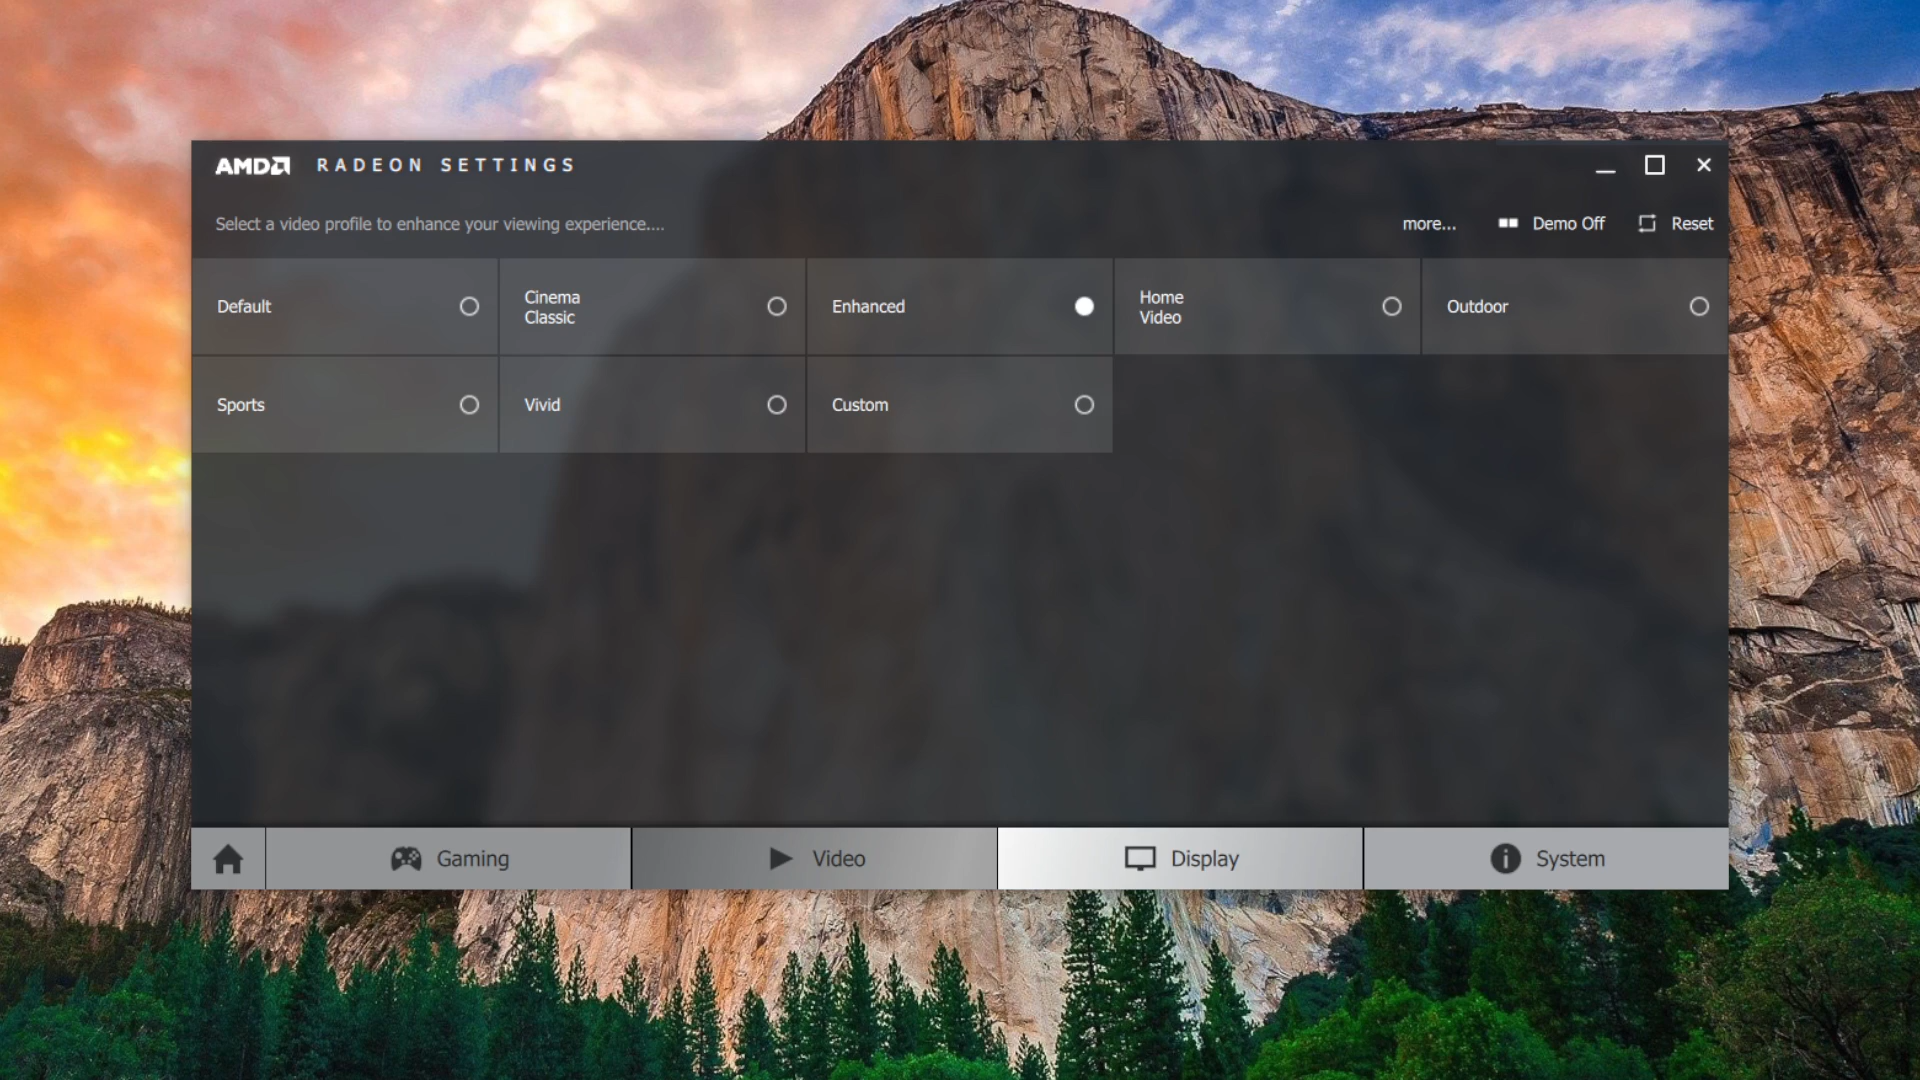 AMD RADEON SETTINGS
Select a video profile to enhance your viewing experience....
more... Demo Off Reset
Default
Cinema
Classic
Enhanced
Home
Video
Outdoor
Sports
Vivid
Custom
Gaming
Video
Display
System